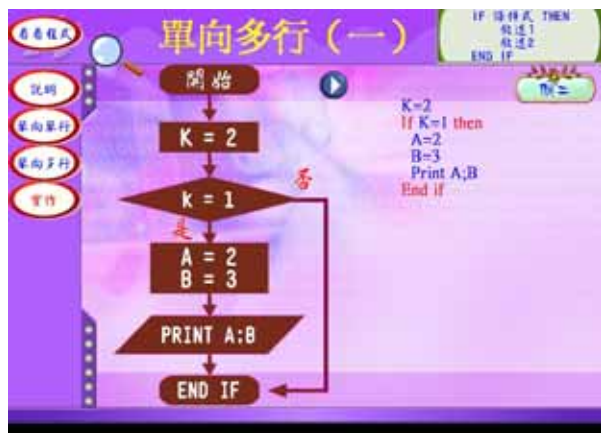 看看程式
單向多行（一）
IF 條件式 THEN
敘述1
敘述2
END IF
說明
單向單行
單向多行
實作
開始
K = 2
k = 1
否
是
A = 2
B = 3
PRINT A:B
END IF
K=2
If K=1 then
A=2
B=3
Print A;B
End if